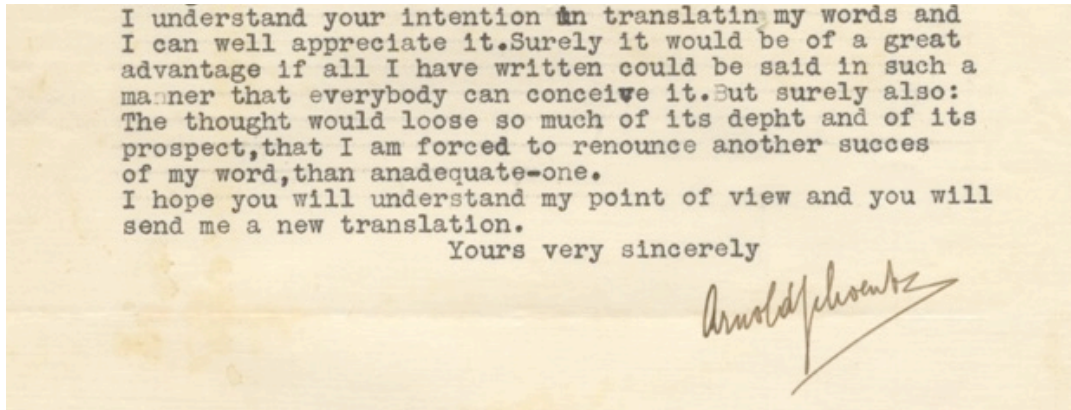 I understand your intention in translatin my words and
I can well appreciate it.Surely it would be of a great
advantage if all I have written could be said in such a
manner that everybody can conceive it.But surely also:
The thought would loose so much of its depht and of its
prospect,that I am forced to renounce another succes
of my word,than anadequate-one.
I hope you will understand my point of view and you will
send me a new translation.
Yours very sincerely
Arnold Schoenb